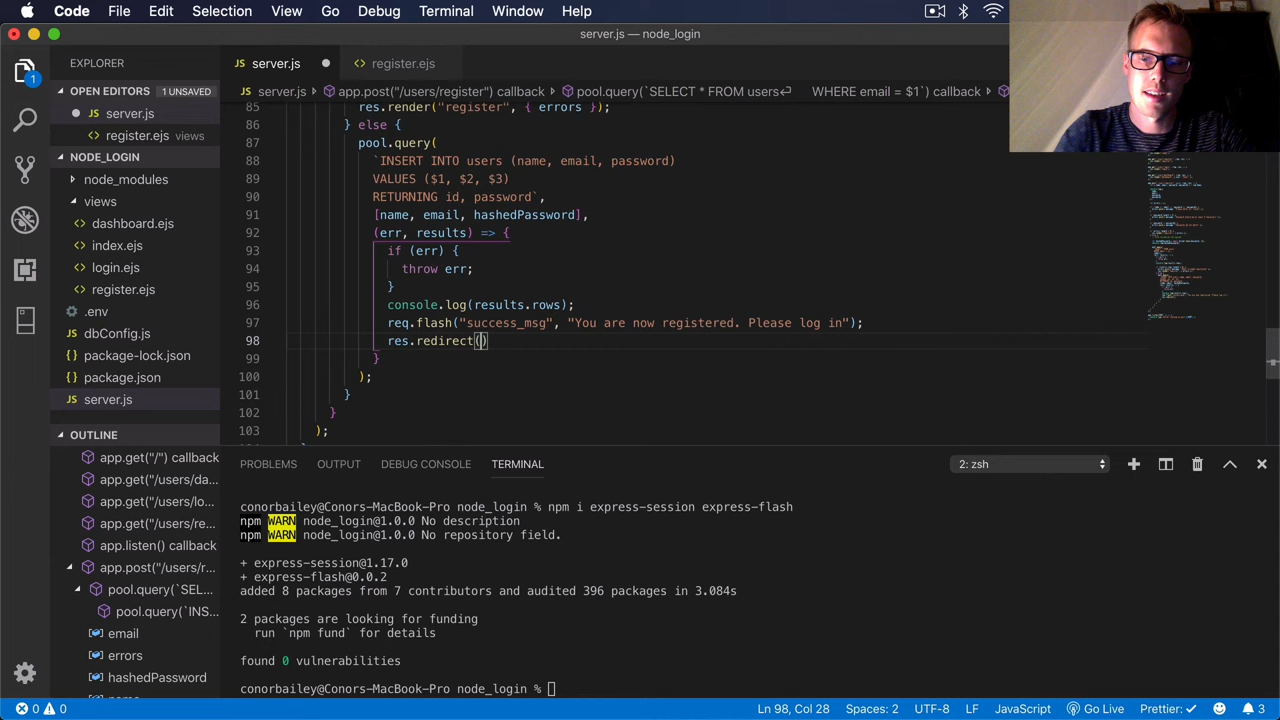 Code File Edit Selection View Go Debug Terminal Window Help
server.js — node_login
EXPLORER
JS server.js
<> register.ejs
OPEN EDITORS 1 UNSAVED
JS server.js > app.post("/users/register") callback > pool.query(`SELECT * FROM users↵ WHERE email = $1`) callback >
JS server.js
<> register.ejs views
NODE_LOGIN
node_modules
views
<> dashboard.ejs
<> index.ejs
<> login.ejs
<> register.ejs
.env
JS dbConfig.js
package-lock.json
package.json
JS server.js
OUTLINE
app.get("/") callback
app.get("/users/da...
app.get("/users/lo...
app.get("/users/re...
app.listen() callback
app.post("/users/r...
pool.query(`SEL...
pool.query(`INS...
email
errors
hashedPassword
1
85 res.render("register", { errors });
86 } else {
87 pool.query(
88 `INSERT INTO users (name, email, password)
89 VALUES ($1, $2, $3)
90 RETURNING id, password`,
91 [name, email, hashedPassword],
92 (err, results) => {
93 if (err) {
94 throw err;
95 }
96 console.log(results.rows);
97 req.flash("success_msg", "You are now registered. Please log in");
98 res.redirect()
99 }
100 );
101 }
102 }
103 );
PROBLEMS OUTPUT DEBUG CONSOLE TERMINAL
2: zsh
conorbailey@Conors-MacBook-Pro node_login % npm i express-session express-flash
npm WARN node_login@1.0.0 No description
npm WARN node_login@1.0.0 No repository field.
+ express-session@1.17.0
+ express-flash@0.0.2
added 8 packages from 7 contributors and audited 396 packages in 3.084s
2 packages are looking for funding
run `npm fund` for details
found 0 vulnerabilities
conorbailey@Conors-MacBook-Pro node_login %
0 0
Ln 98, Col 28 Spaces: 2 UTF-8 LF JavaScript Go Live Prettier: ✓ 3